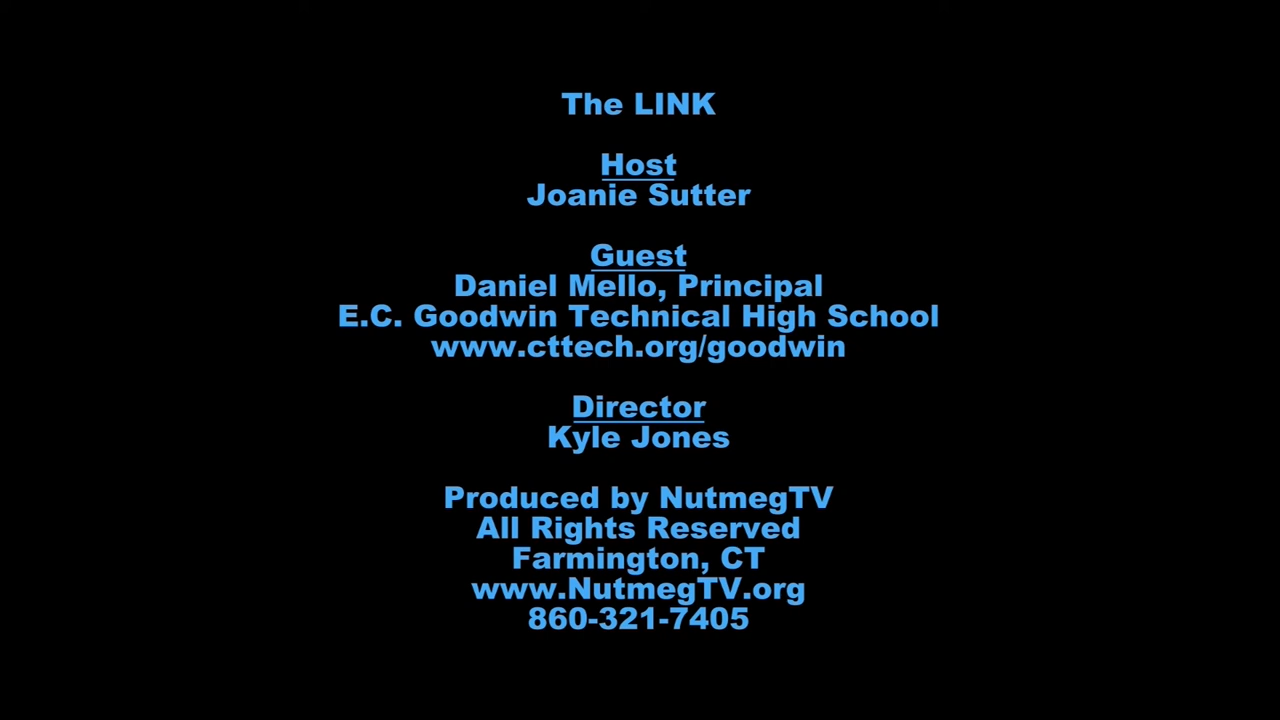 The LINK
Host
Joanie Sutter
Guest
Daniel Mello, Principal
E.C. Goodwin Technical High School
www.cttech.org/goodwin
Director
Kyle Jones
Produced by NutmegTV
All Rights Reserved
Farmington, CT
www.NutmegTV.org
860-321-7405